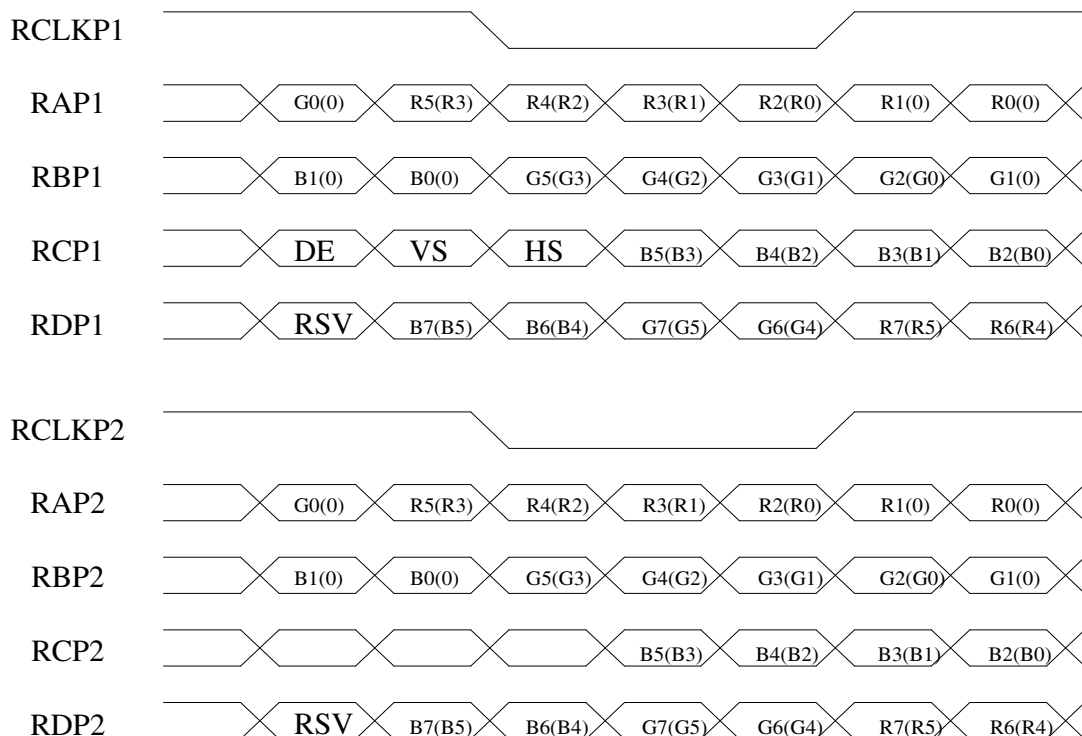 RCLKP1
RAP1 G0(0) R5(R3) R4(R2) R3(R1) R2(R0) R1(0) R0(0)
RBP1 B1(0) B0(0) G5(G3) G4(G2) G3(G1) G2(G0) G1(0)
RCP1 DE VS HS B5(B3) B4(B2) B3(B1) B2(B0)
RDP1 RSV B7(B5) B6(B4) G7(G5) G6(G4) R7(R5) R6(R4)
RCLKP2
RAP2 G0(0) R5(R3) R4(R2) R3(R1) R2(R0) R1(0) R0(0)
RBP2 B1(0) B0(0) G5(G3) G4(G2) G3(G1) G2(G0) G1(0)
RCP2 B5(B3) B4(B2) B3(B1) B2(B0)
RDP2 RSV B7(B5) B6(B4) G7(G5) G6(G4) R7(R5) R6(R4)